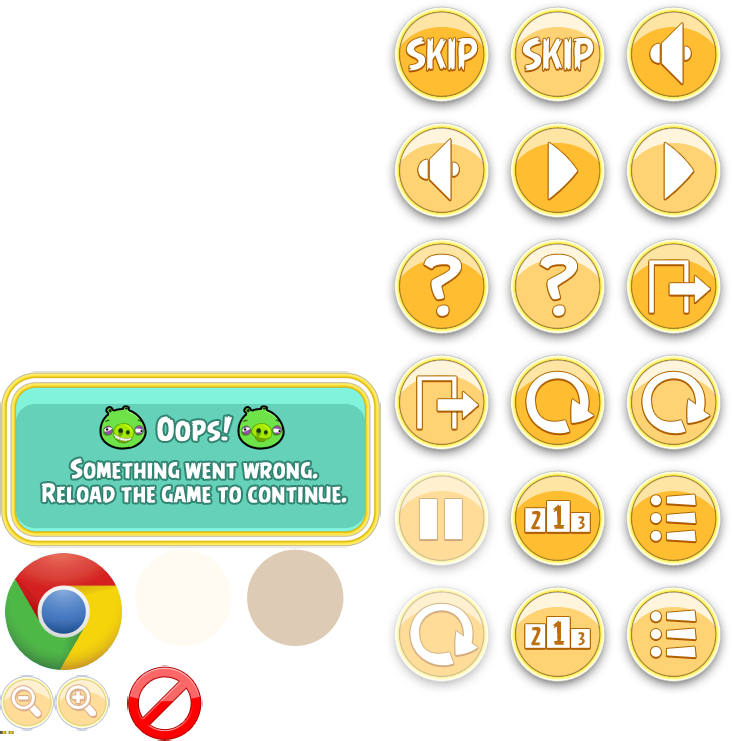 SKIP
SKIP
?
?
OOPS!
SOMETHING WENT WRONG.
RELOAD THE GAME TO CONTINUE.
2 1 3
2 1 3